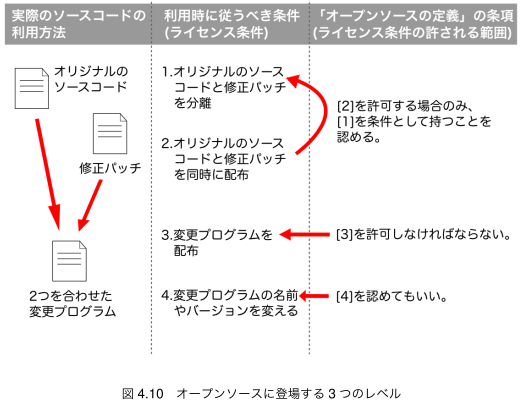 実際のソースコードの
利用方法
利用時に従うべき条件
(ライセンス条件)
「オープンソースの定義」の条項
(ライセンス条件の許される範囲)
オリジナルの
ソースコード
修正パッチ
2つを合わせた
変更プログラム
1.オリジナルのソース
コードと修正パッチ
を分離
2.オリジナルのソース
コードと修正パッチ
を同時に配布
3.変更プログラムを
配布
4.変更プログラムの名前
やバージョンを変える
[2]を許可する場合のみ、
[1]を条件として持つことを
認める。
[3]を許可しなければならない。
[4]を認めてもいい。
図 4.10　オープンソースに登場する 3 つのレベル